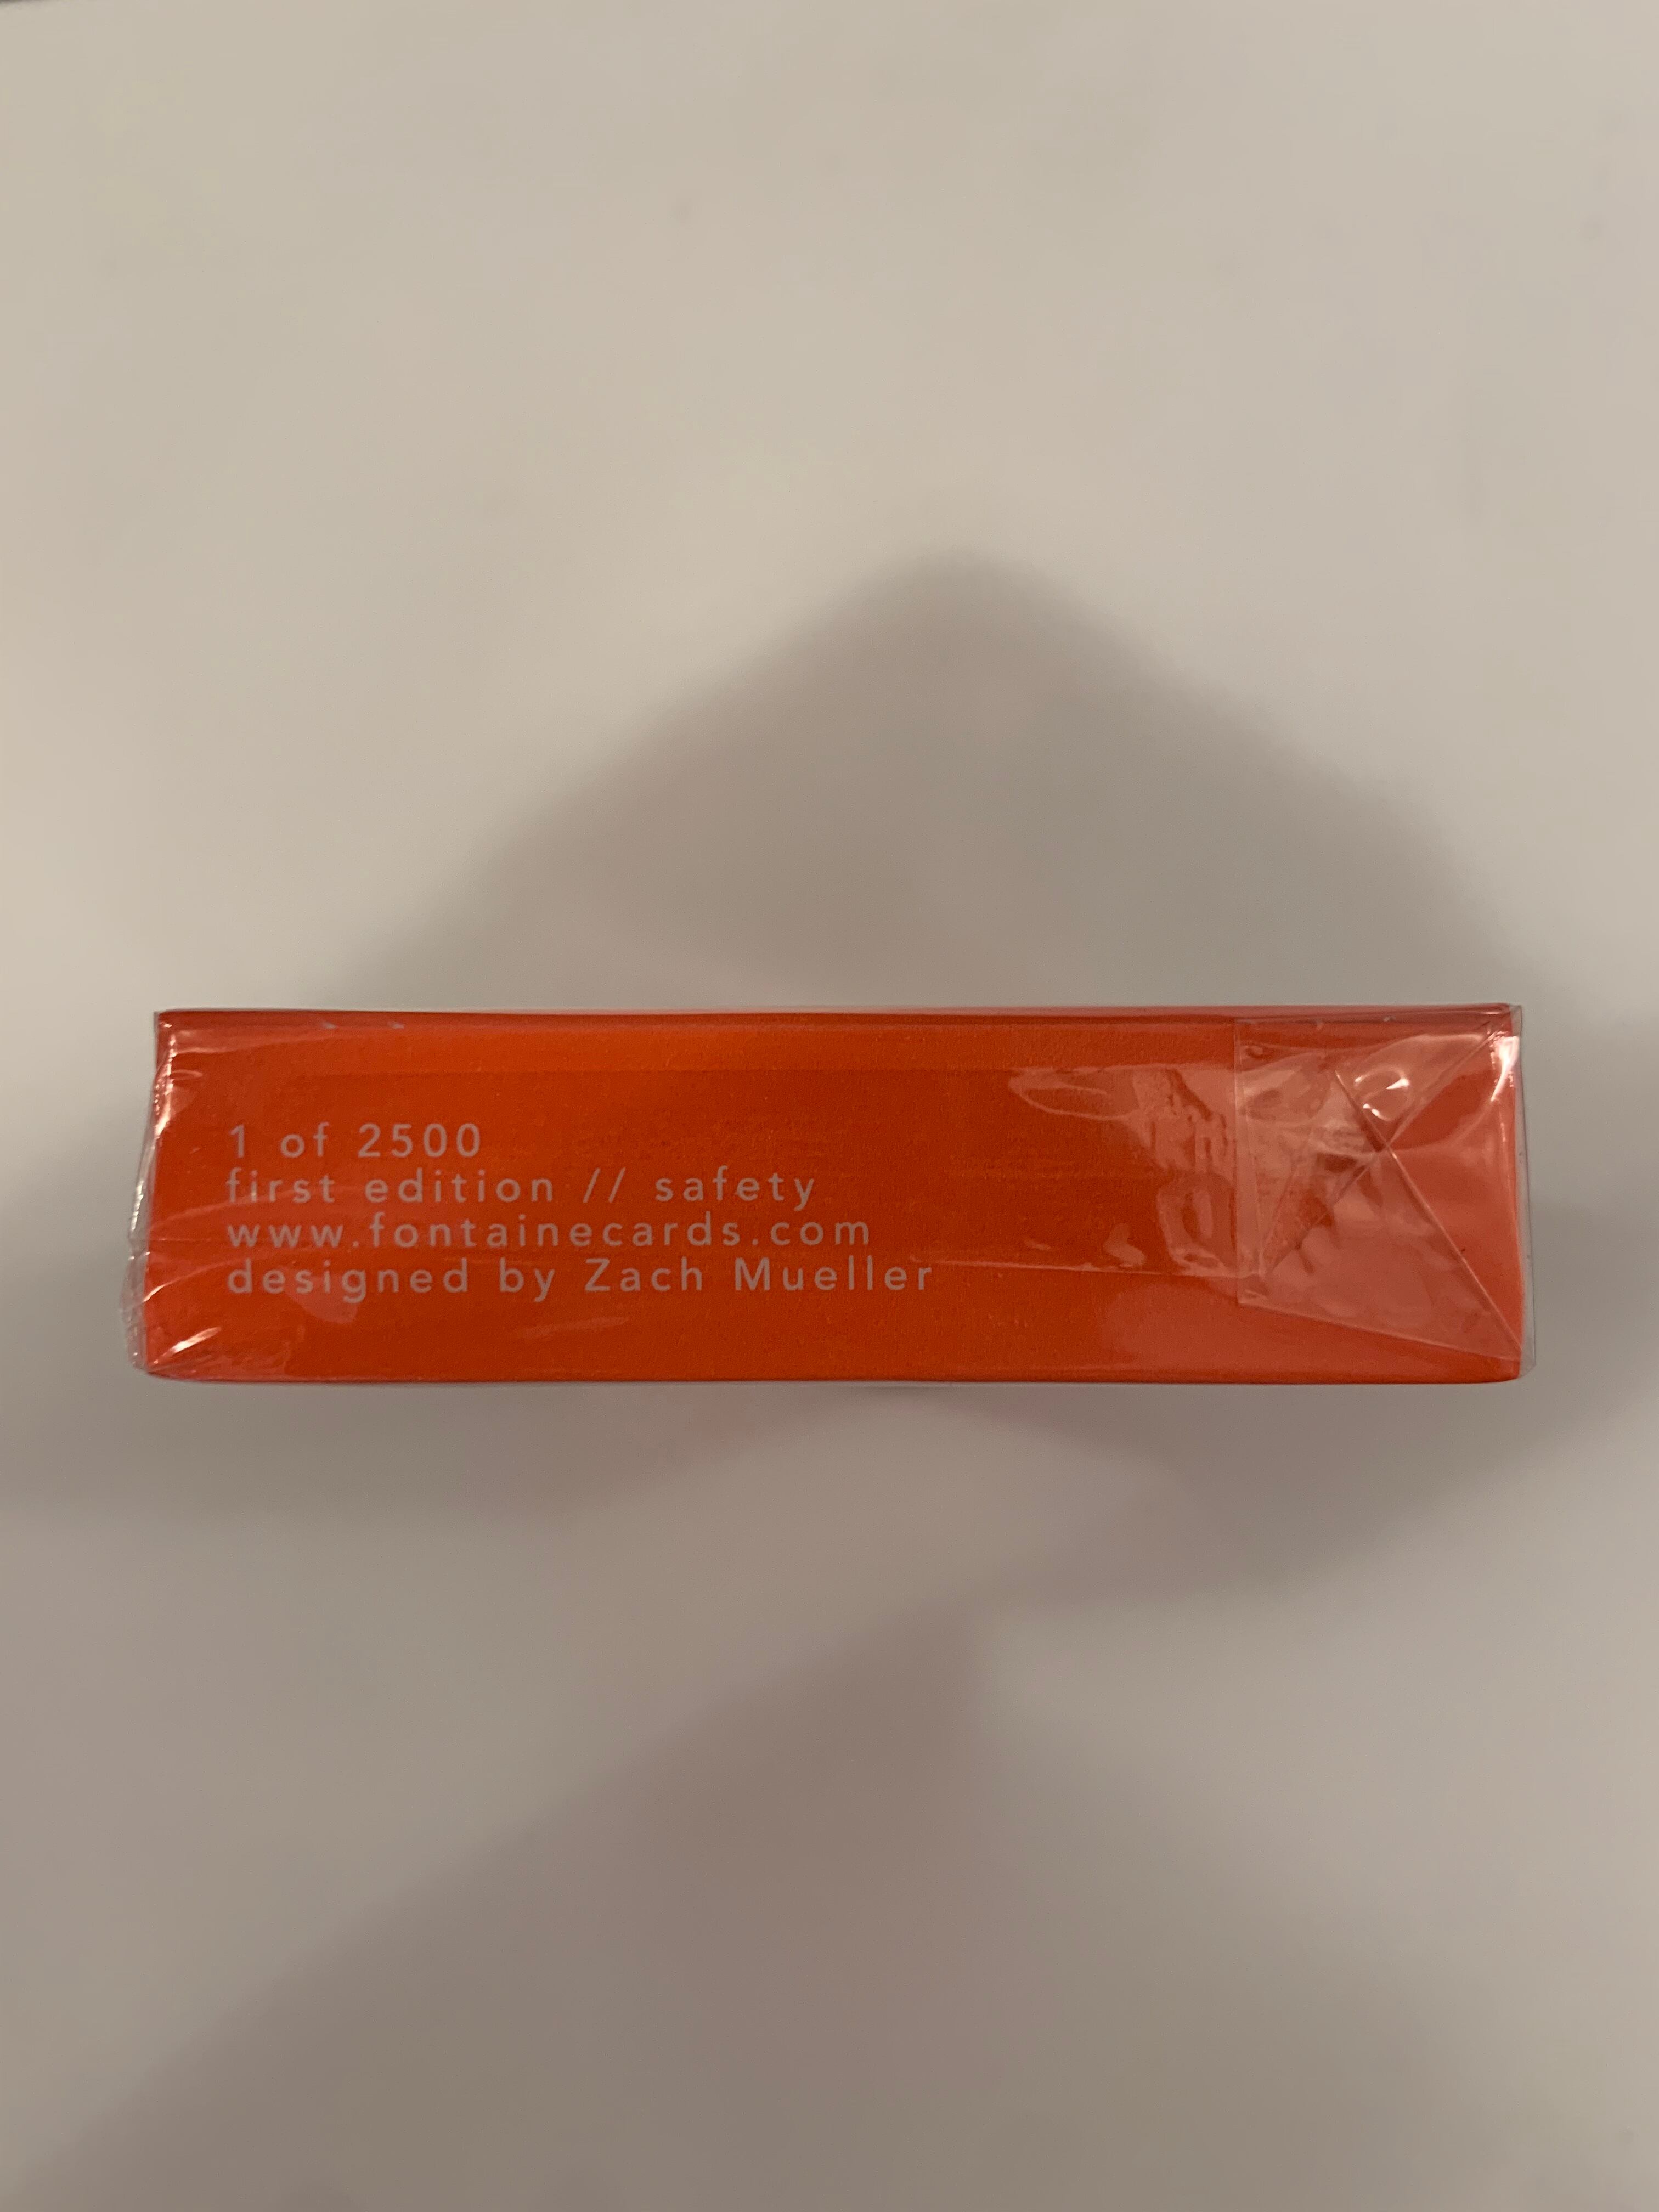 1 of 2500
first edition // safety
www.fontainecards.com
designed by Zach Mueller